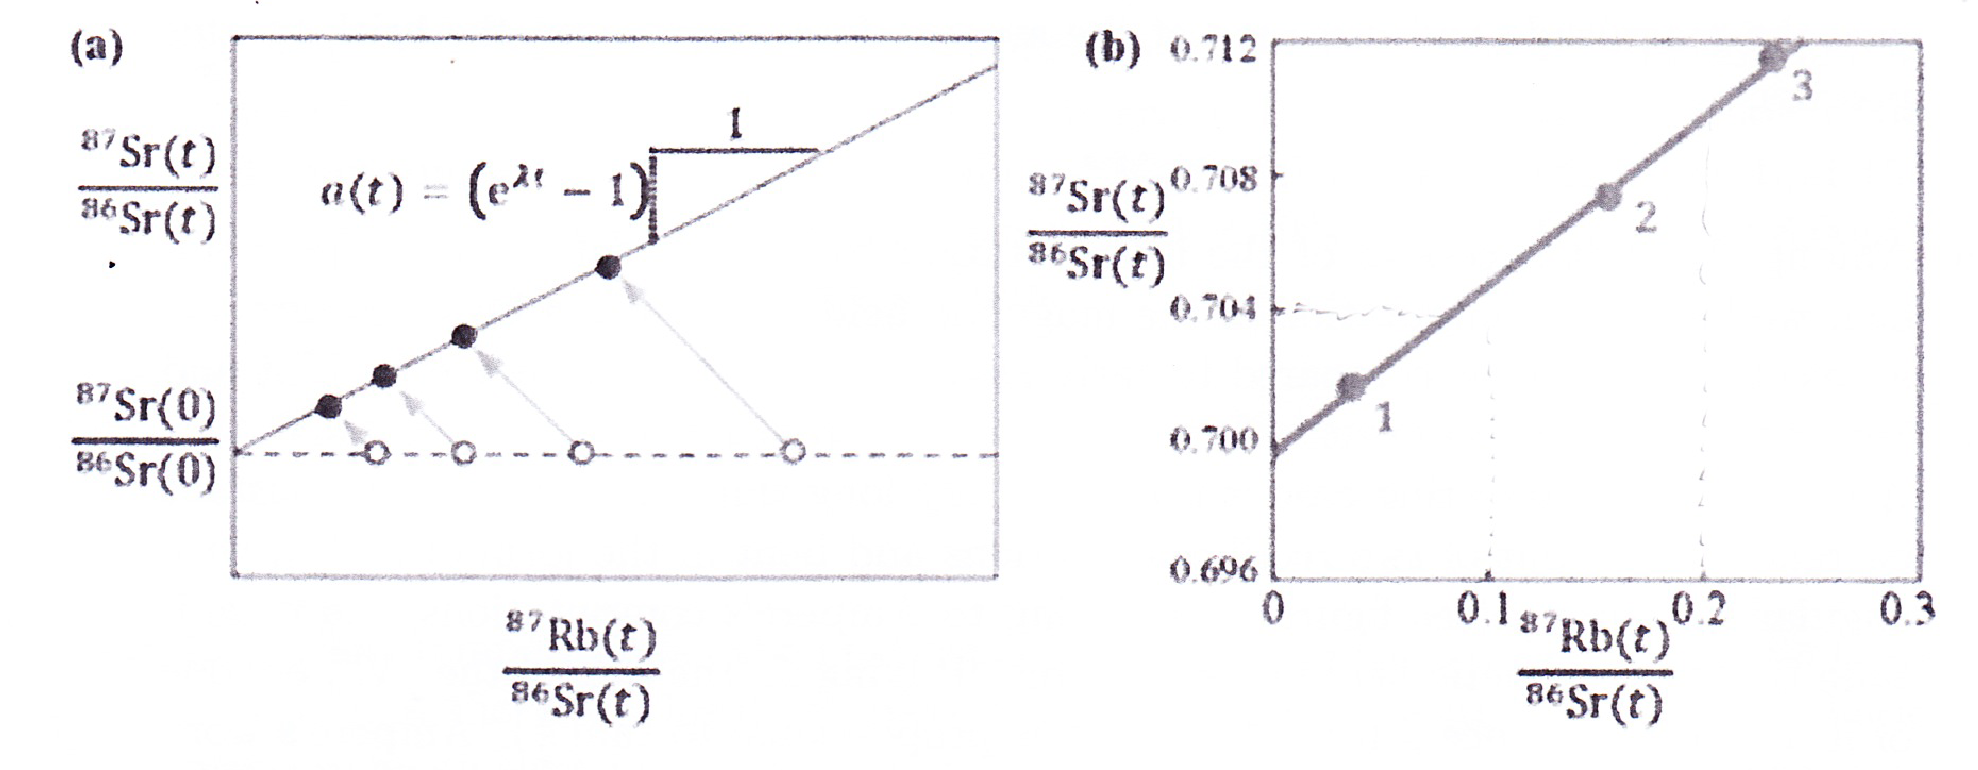 (a)
⁸⁷Sr(t)
⁸⁶Sr(t)
a(t) = (e^λt − 1)
1
⁸⁷Sr(0)
⁸⁶Sr(0)
⁸⁷Rb(t)
⁸⁶Sr(t)
(b)
0.712
0.708
0.704
0.700
0.696
⁸⁷Sr(t)
⁸⁶Sr(t)
3
2
1
0 0.1 0.2 0.3
⁸⁷Rb(t)
⁸⁶Sr(t)